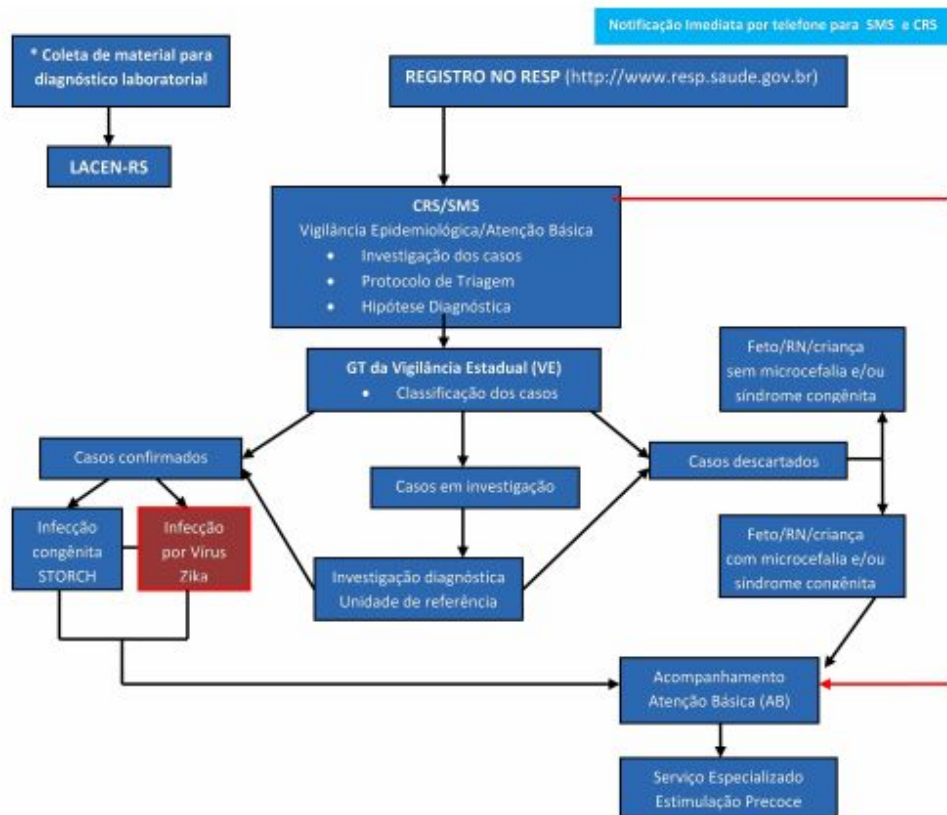 Notificação Imediata por telefone para SMS e CRS
* Coleta de material para
diagnóstico laboratorial
REGISTRO NO RESP (http://www.resp.saude.gov.br)
LACEN-RS
CRS/SMS
Vigilância Epidemiológica/Atenção Básica
• Investigação dos casos
• Protocolo de Triagem
• Hipótese Diagnóstica
GT da Vigilância Estadual (VE)
• Classificação dos casos
Feto/RN/criança
sem microcefalia e/ou
síndrome congênita
Casos confirmados
Casos em investigação
Casos descartados
Infecção
congênita
STORCH
Infecção
por Vírus
Zika
Investigação diagnóstica
Unidade de referência
Feto/RN/criança
com microcefalia e/ou
síndrome congênita
Acompanhamento
Atenção Básica (AB)
Serviço Especializado
Estimulação Precoce